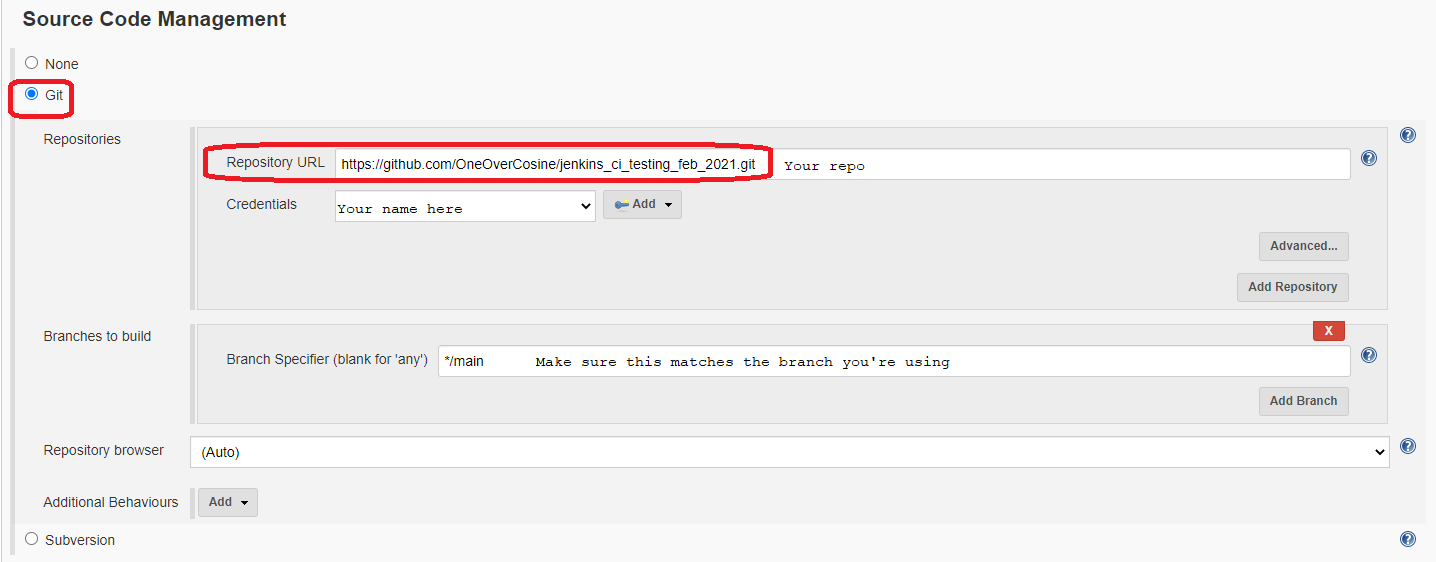 Source Code Management
None
Git
Repositories
Repository URL https://github.com/OneOverCosine/jenkins_ci_testing_feb_2021.git Your repo
Credentials Your name here Add
Advanced...
Add Repository
Branches to build
X
Branch Specifier (blank for 'any') */main Make sure this matches the branch you're using
Add Branch
Repository browser (Auto)
Additional Behaviours Add
Subversion